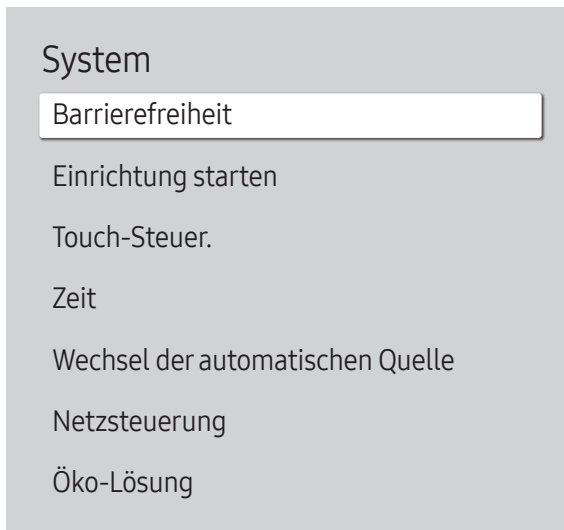 System
Barrierefreiheit
Einrichtung starten
Touch-Steuer.
Zeit
Wechsel der automatischen Quelle
Netzsteuerung
Öko-Lösung